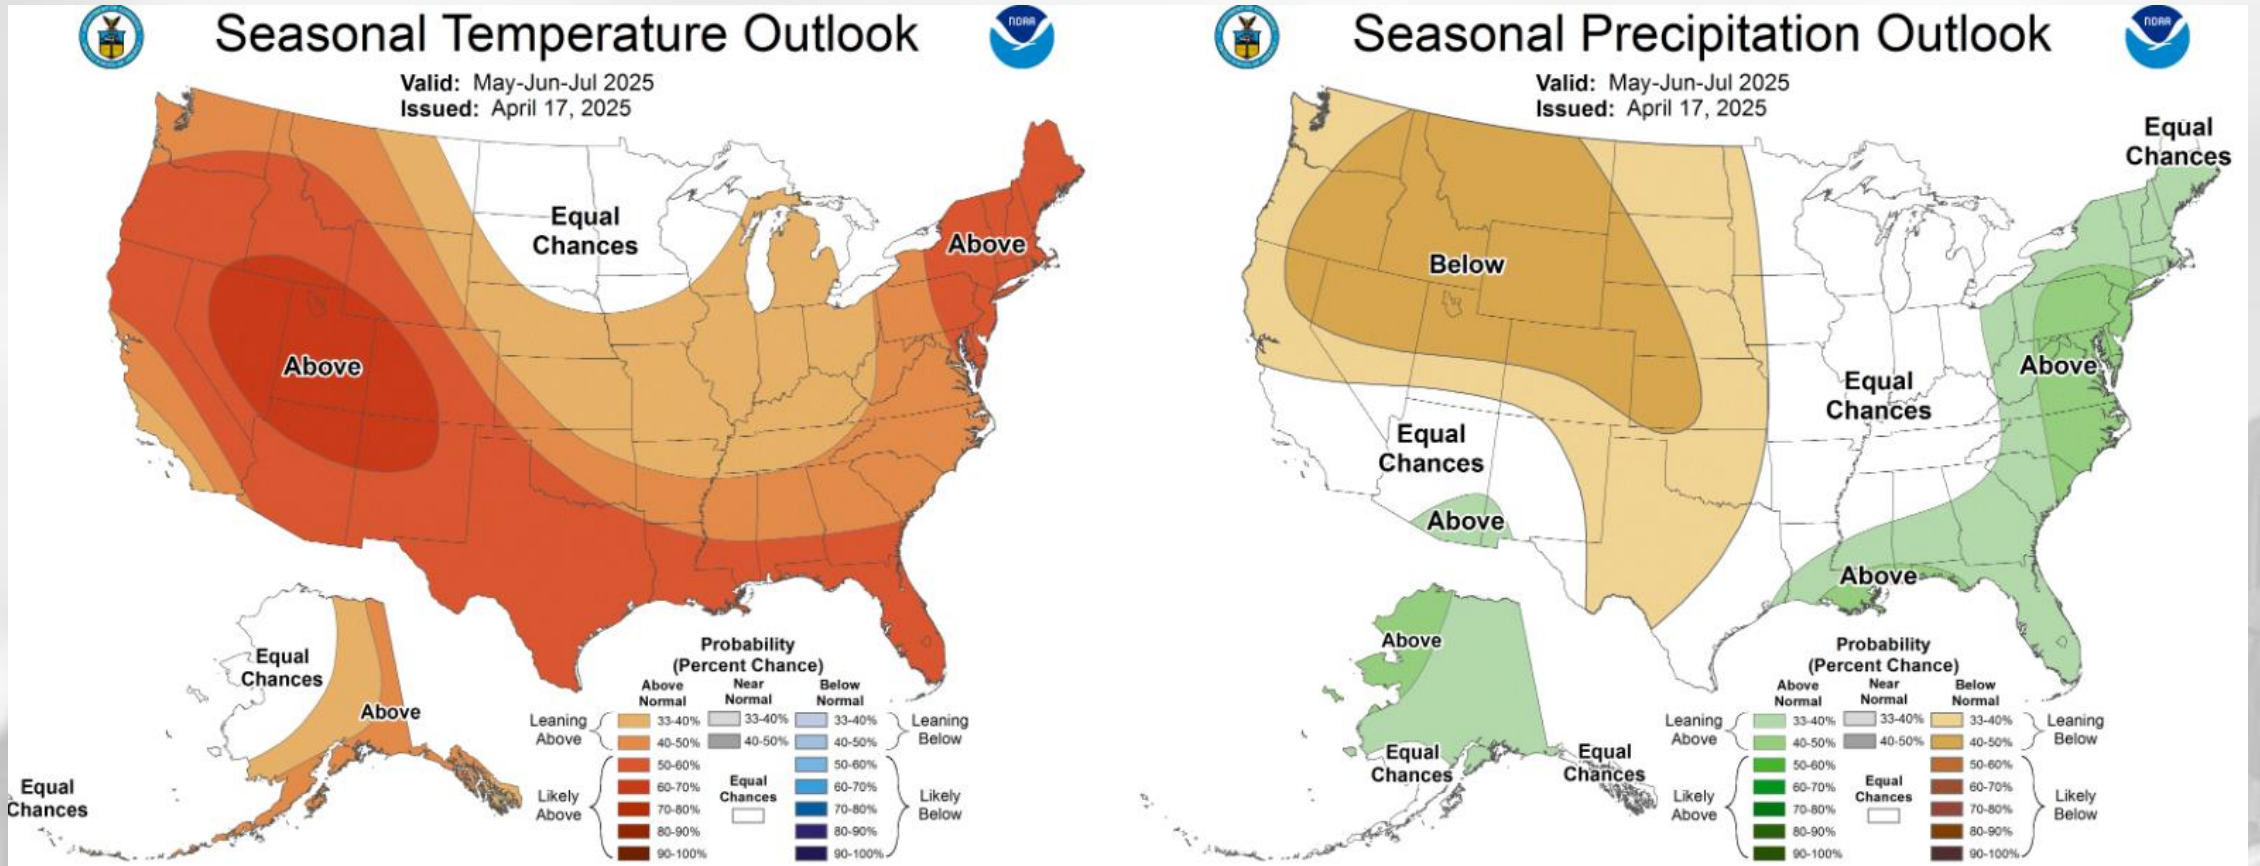 Seasonal Temperature Outlook
NOAA
Valid: May-Jun-Jul 2025
Issued: April 17, 2025
Equal
Chances
Above
Above
Equal
Chances
Above
Equal
Chances
Probability
(Percent Chance)
Above
Normal
Near
Normal
Below
Normal
Leaning
Above
33-40%
33-40%
33-40%
Leaning
Below
40-50%
40-50%
40-50%
50-60%
50-60%
60-70%
Equal
Chances
60-70%
Likely
Above
70-80%
70-80%
Likely
Below
80-90%
80-90%
90-100%
90-100%
Seasonal Precipitation Outlook
NOAA
Valid: May-Jun-Jul 2025
Issued: April 17, 2025
Equal
Chances
Below
Above
Equal
Chances
Equal
Chances
Above
Above
Above
Equal
Chances
Equal
Chances
Probability
(Percent Chance)
Above
Normal
Near
Normal
Below
Normal
Leaning
Above
33-40%
33-40%
33-40%
Leaning
Below
40-50%
40-50%
40-50%
50-60%
50-60%
60-70%
Equal
Chances
60-70%
Likely
Above
70-80%
70-80%
Likely
Below
80-90%
80-90%
90-100%
90-100%